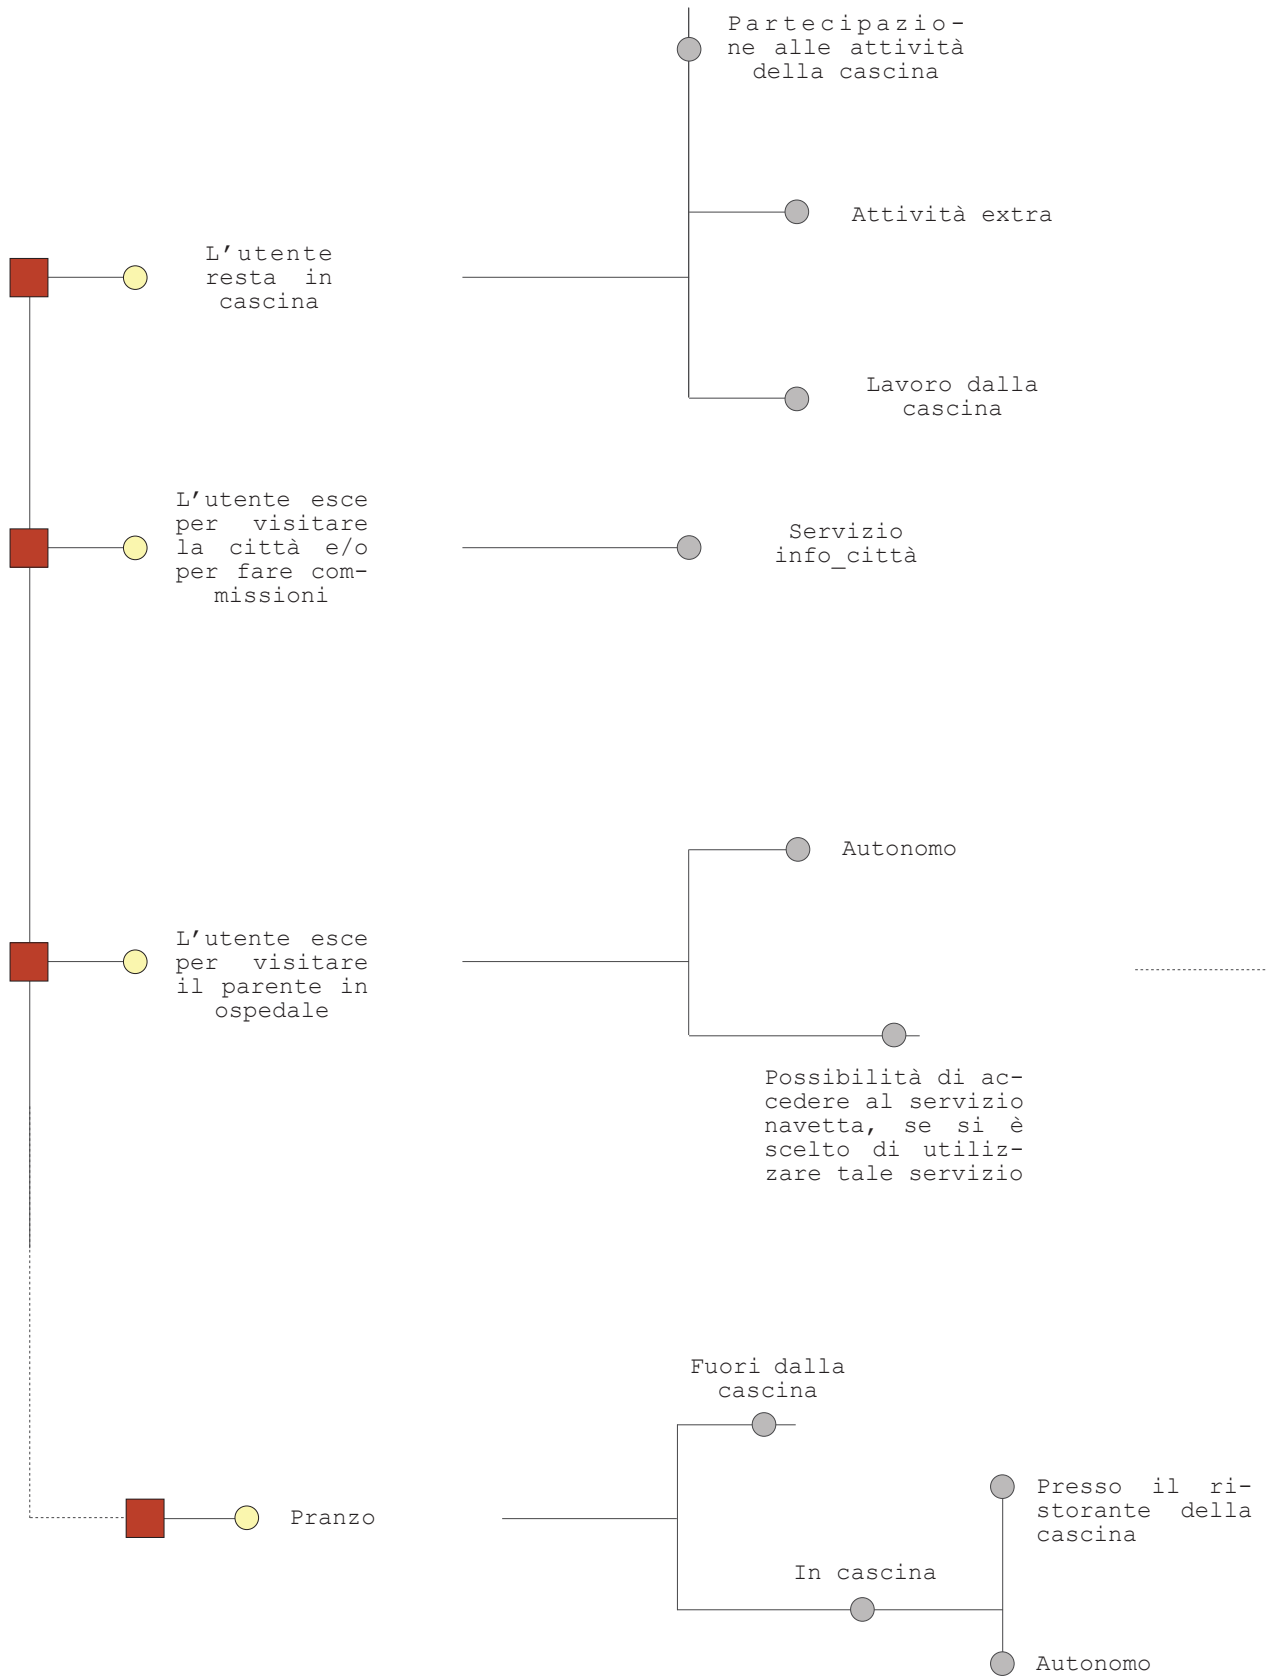 Partecipazio-
ne alle attività
della cascina
Attività extra
L'utente
resta in
cascina
Lavoro dalla
cascina
L'utente esce
per visitare
la città e/o
per fare com-
missioni
Servizio
info_città
Autonomo
L'utente esce
per visitare
il parente in
ospedale
Possibilità di ac-
cedere al servizio
navetta, se si è
scelto di utiliz-
zare tale servizio
Fuori dalla
cascina
Pranzo
Presso il ri-
storante della
cascina
In cascina
Autonomo